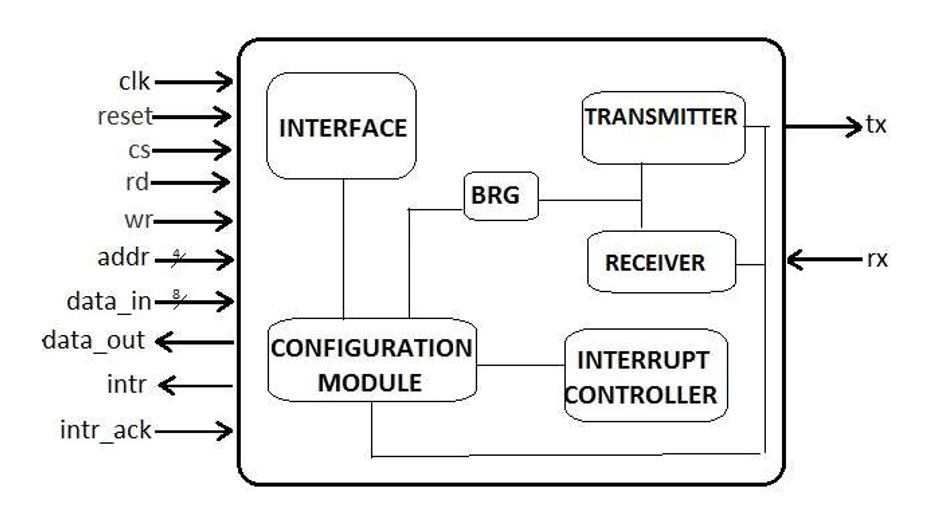 clk
reset
cs
rd
wr
addr 4
data_in 8
data_out
intr
intr_ack
INTERFACE
TRANSMITTER
BRG
RECEIVER
CONFIGURATION
MODULE
INTERRUPT
CONTROLLER
tx
rx